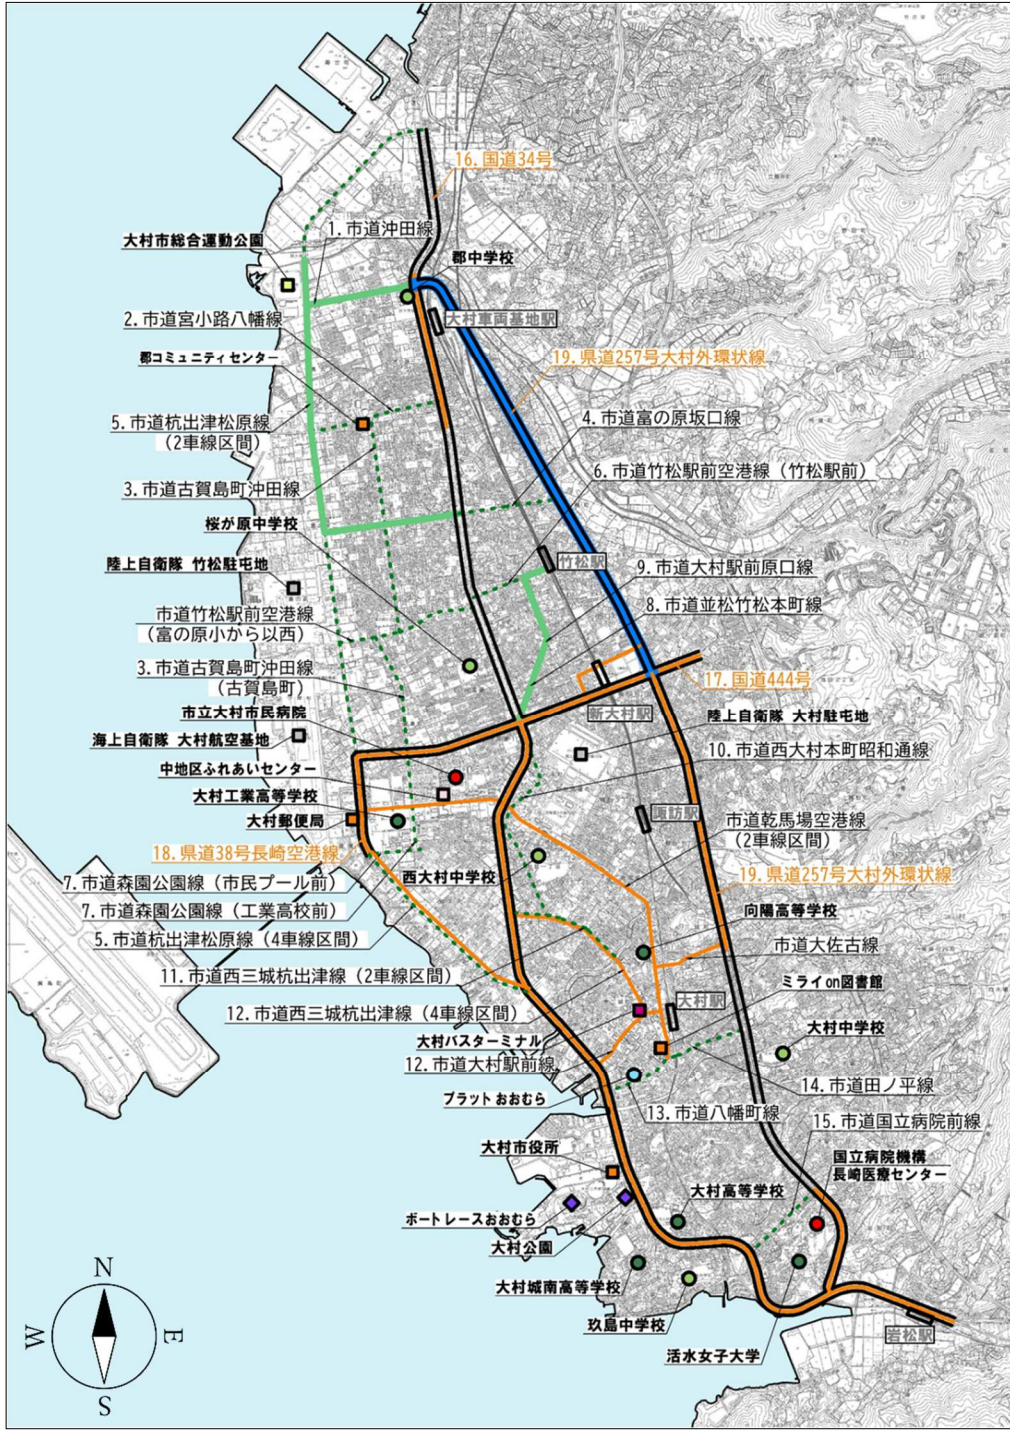 16.国道34号
1.市道沖田線
大村市総合運動公園
郡中学校
大村車両基地駅
2.市道宮小路八幡線
郡コミュニティセンター
19.県道257号大村外環状線
5.市道杭出津松原線
(2車線区間)
4.市道富の原坂口線
6.市道竹松駅前空港線(竹松駅前)
3.市道古賀島町沖田線
桜が原中学校
陸上自衛隊 竹松駐屯地
竹松駅
9.市道大村駅前原口線
8.市道並松竹松本町線
市道竹松駅前空港線
(富の原小から以西)
3.市道古賀島町沖田線
(古賀島町)
17.国道444号
市立大村市民病院
新大村駅
陸上自衛隊 大村駐屯地
海上自衛隊 大村航空基地
10.市道西大村本町昭和通線
中地区ふれあいセンター
大村工業高等学校
大村郵便局
諏訪駅
市道乾馬場空港線
(2車線区間)
18.県道38号長崎空港線
7.市道森園公園線(市民プール前)
西大村中学校
19.県道257号大村外環状線
7.市道森園公園線(工業高校前)
向陽高等学校
5.市道杭出津松原線(4車線区間)
市道大佐古線
11.市道西三城杭出津線(2車線区間)
ミライon図書館
12.市道西三城杭出津線(4車線区間)
大村駅
大村バスターミナル
大村中学校
12.市道大村駅前線
14.市道田ノ平線
プラットおおむら
13.市道八幡町線
15.市道国立病院前線
大村市役所
国立病院機構
長崎医療センター
大村高等学校
ボートレースおおむら
大村公園
大村城南高等学校
玖島中学校
岩松駅
活水女子大学
N
W
E
S